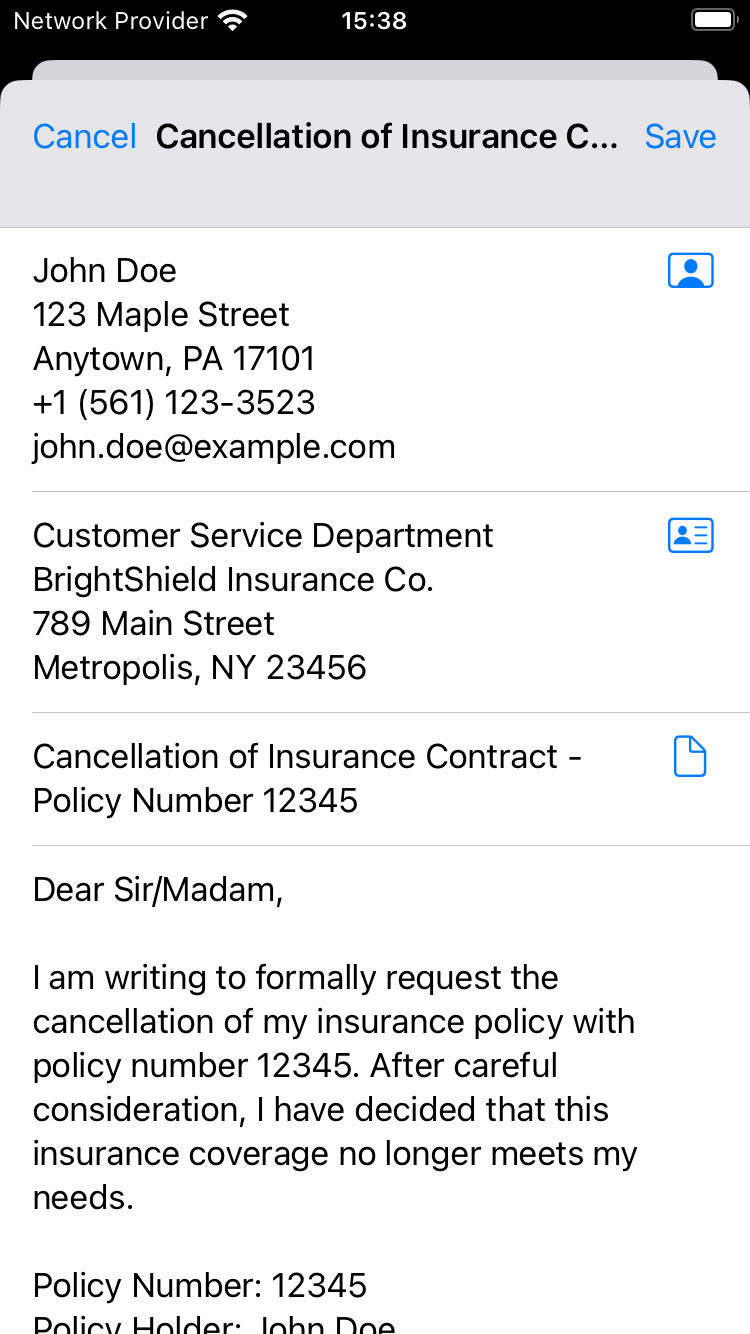 Network Provider 15:38
Cancel Cancellation of Insurance C... Save
John Doe
123 Maple Street
Anytown, PA 17101
+1 (561) 123-3523
john.doe@example.com
Customer Service Department
BrightShield Insurance Co.
789 Main Street
Metropolis, NY 23456
Cancellation of Insurance Contract -
Policy Number 12345
Dear Sir/Madam,
I am writing to formally request the
cancellation of my insurance policy with
policy number 12345. After careful
consideration, I have decided that this
insurance coverage no longer meets my
needs.
Policy Number: 12345
Policy Holder: John Doe